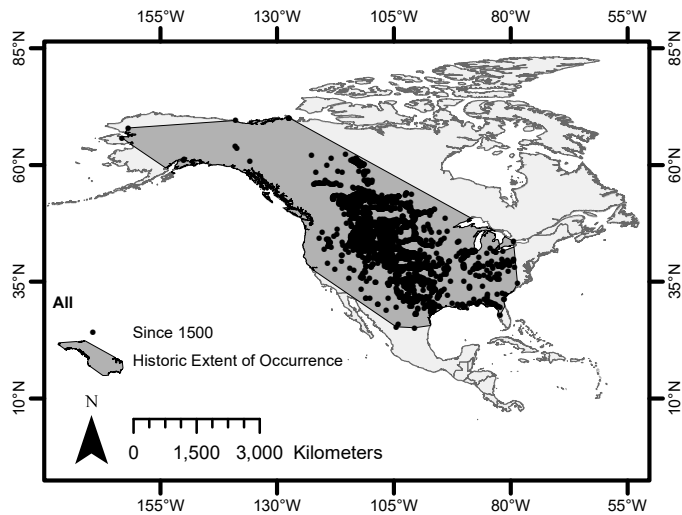 155°W 130°W 105°W 80°W 55°W
85°N 85°N
60°N 60°N
35°N 35°N
All
Since 1500
Historic Extent of Occurrence
10°N 10°N
N
0 1,500 3,000 Kilometers
155°W 130°W 105°W 80°W 55°W